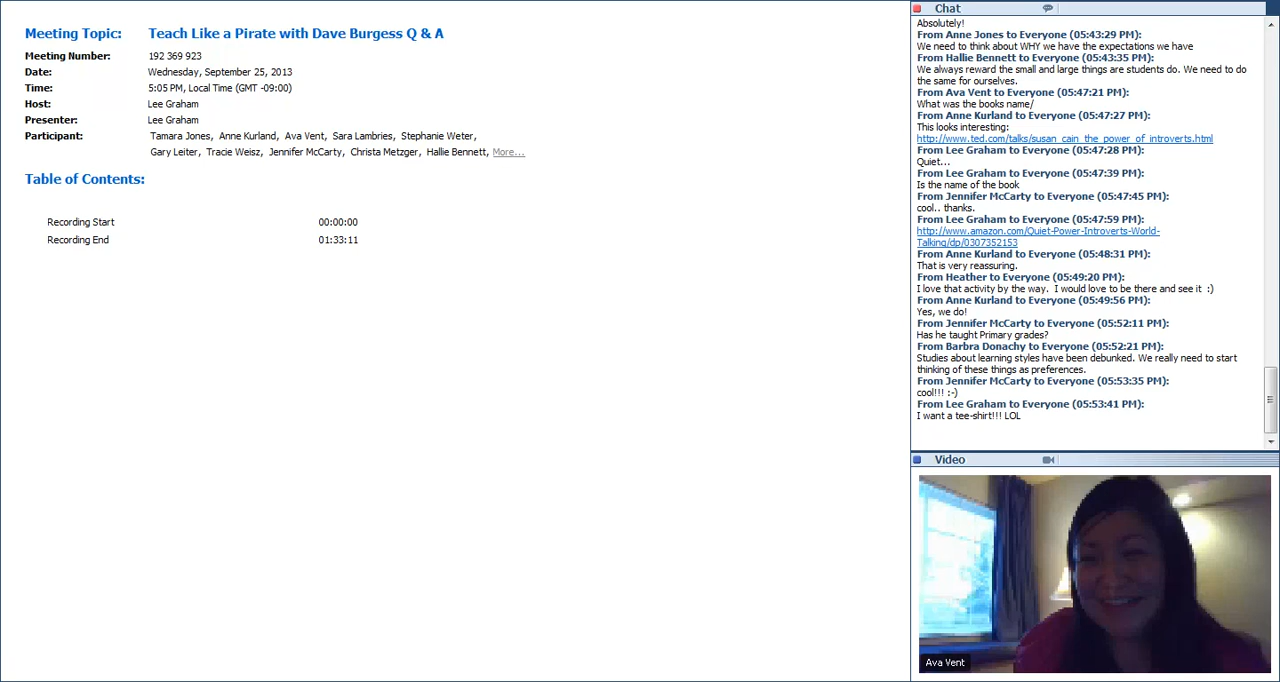 Meeting Topic: Teach Like a Pirate with Dave Burgess Q & A
Meeting Number: 192 369 923
Date: Wednesday, September 25, 2013
Time: 5:05 PM, Local Time (GMT -09:00)
Host: Lee Graham
Presenter: Lee Graham
Participant: Tamara Jones, Anne Kurland, Ava Vent, Sara Lambries, Stephanie Weter,
Gary Leiter, Tracie Weisz, Jennifer McCarty, Christa Metzger, Hallie Bennett, More...
Table of Contents:
Recording Start 00:00:00
Recording End 01:33:11
Chat
Absolutely!
From Anne Jones to Everyone (05:43:29 PM):
We need to think about WHY we have the expectations we have
From Hallie Bennett to Everyone (05:43:35 PM):
We always reward the small and large things are students do. We need to do
the same for ourselves.
From Ava Vent to Everyone (05:47:21 PM):
What was the books name/
From Anne Kurland to Everyone (05:47:27 PM):
This looks interesting:
http://www.ted.com/talks/susan_cain_the_power_of_introverts.html
From Lee Graham to Everyone (05:47:28 PM):
Quiet...
From Lee Graham to Everyone (05:47:39 PM):
Is the name of the book
From Jennifer McCarty to Everyone (05:47:45 PM):
cool.. thanks.
From Lee Graham to Everyone (05:47:59 PM):
http://www.amazon.com/Quiet-Power-Introverts-World-
Talking/dp/0307352153
From Anne Kurland to Everyone (05:48:31 PM):
That is very reassuring.
From Heather to Everyone (05:49:20 PM):
I love that activity by the way. I would love to be there and see it :)
From Anne Kurland to Everyone (05:49:56 PM):
Yes, we do!
From Jennifer McCarty to Everyone (05:52:11 PM):
Has he taught Primary grades?
From Barbra Donachy to Everyone (05:52:21 PM):
Studies about learning styles have been debunked. We really need to start
thinking of these things as preferences.
From Jennifer McCarty to Everyone (05:53:35 PM):
cool!!! :-)
From Lee Graham to Everyone (05:53:41 PM):
I want a tee-shirt!!! LOL
Video
Ava Vent